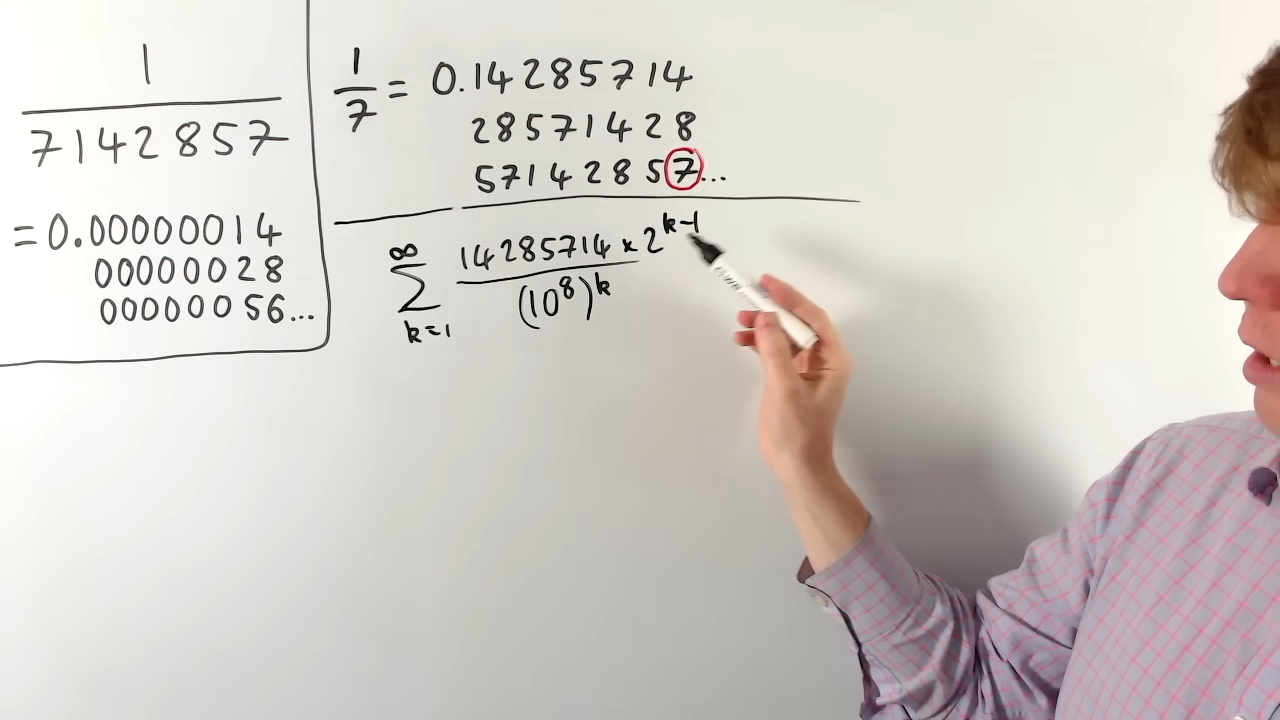 1
7142857
=0.00000014
00000028
00000056...
1/7 = 0.14285714
28571428
57142857...
∞
∑ 14285714 × 2^(k-1) / (10^8)^k
k=1